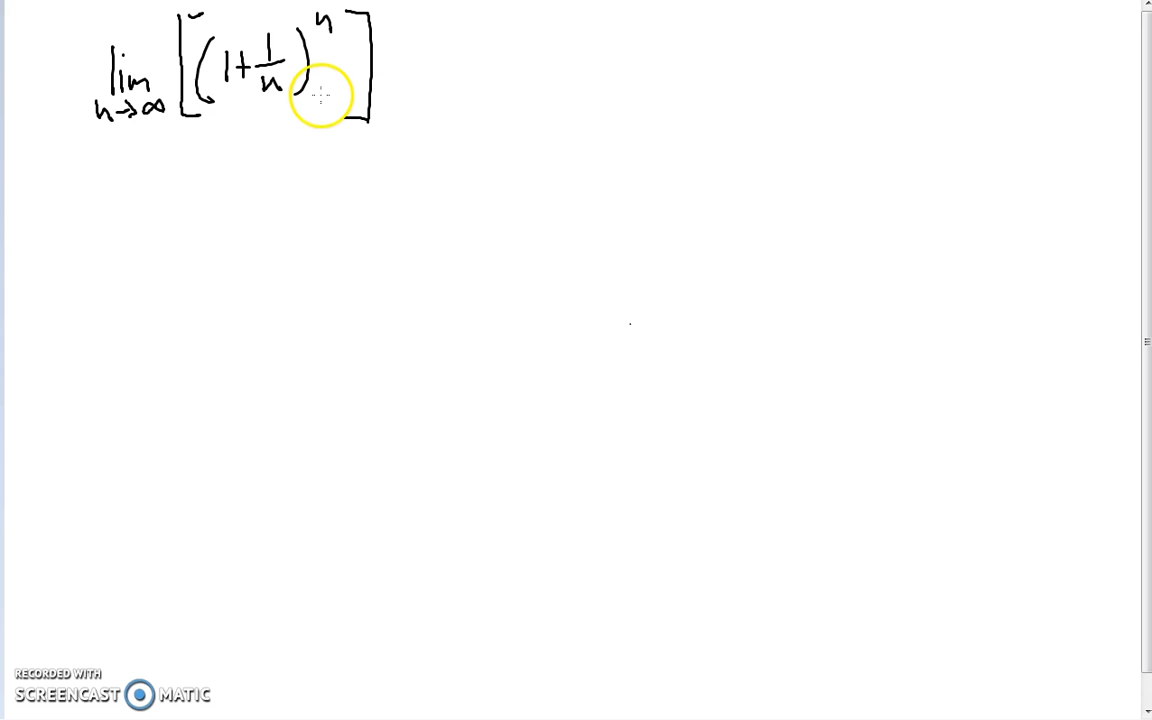 lim n→∞ [(1+1/n)^n]
RECORDED WITH
SCREENCAST MATIC